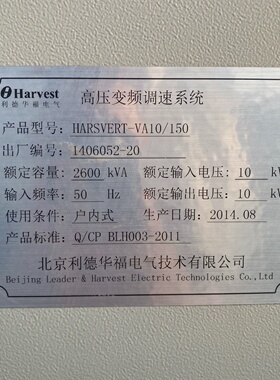 Harvest
利德华福电气
高压变频调速系统
产品型号: HARSVERT-VA10/150
出厂编号: 1406052-20
额定容量: 2600 kVA 额定输入电压: 10 k
输入频率: 50 Hz 额定输出电压: 10 k
使用条件: 户内式 生产日期: 2014.08
产品标准: Q/CP BLH003-2011
北京利德华福电气技术有限公司
Beijing Leader & Harvest Electric Technologies Co.,Ltd